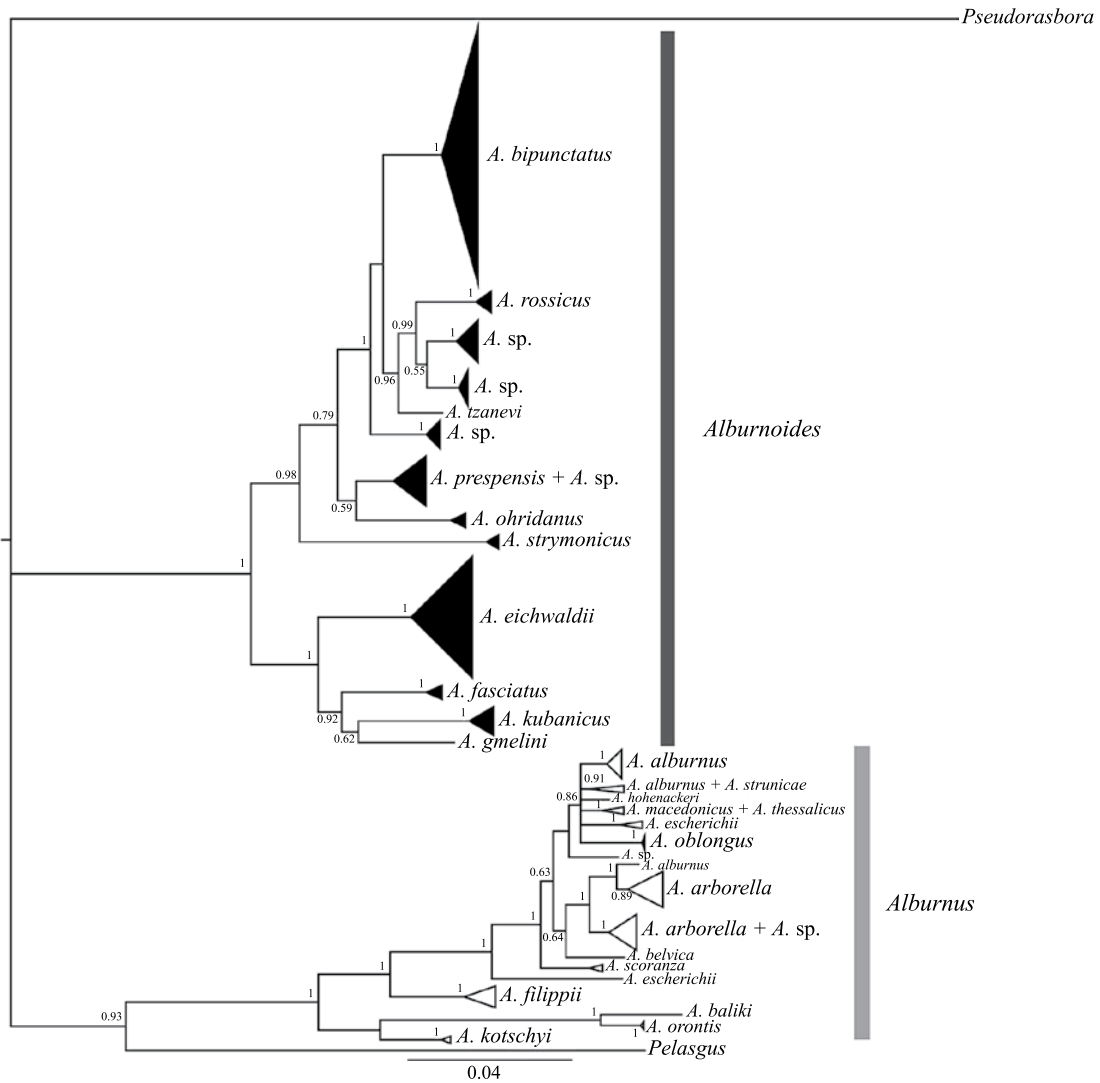 Pseudorasbora
1
A. bipunctatus
1
A. rossicus
0.99
1
A. sp.
1
0.55
0.96
1
A. sp.
A. tzanevi
0.79
1
A. sp.
0.98
A. prespensis + A. sp.
0.59
A. ohridanus
A. strymonicus
Alburnoides
1
1
A. eichwaldii
1
1
A. fasciatus
0.92
1
A. kubanicus
0.62
A. gmelini
1
A. alburnus
0.91
A. alburnus + A. strunicae
0.86
A. hohenackeri
1
A. macedonicus + A. thessalicus
1
A. escherichii
1
A. oblongus
A. sp.
A. alburnus
0.63
1
0.89
A. arborella
1
1
A. arborella + A. sp.
1
0.64
1
A. belvica
A. scoranza
A. escherichii
Alburnus
1
1
A. filippii
1
A. baliki
0.93
1
A. orontis
1
A. kotschyi
Pelasgus
0.04